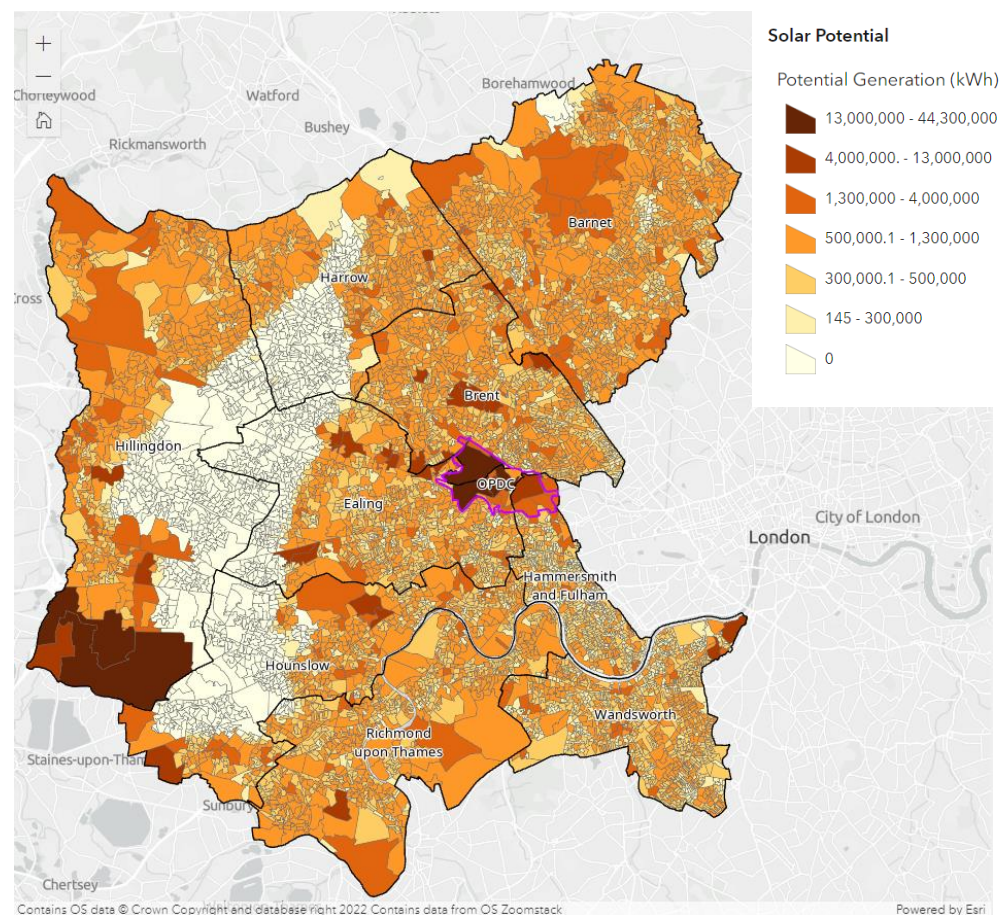 Solar Potential
Potential Generation (kWh)
13,000,000 - 44,300,000
4,000,000. - 13,000,000
1,300,000 - 4,000,000
500,000.1 - 1,300,000
300,000.1 - 500,000
145 - 300,000
0
+
−
Chorleywood
Watford
Borehamwood
Bushey
Rickmansworth
Barnet
Harrow
Cross
Brent
Hillingdon
OPDC
Ealing
City of London
London
Hammersmith
and Fulham
Hounslow
Wandsworth
Richmond
upon Thames
Staines-upon-Than
Sunbury
Chertsey
Contains OS data © Crown Copyright and database right 2022 Contains data from OS Zoomstack
Powered by Esri